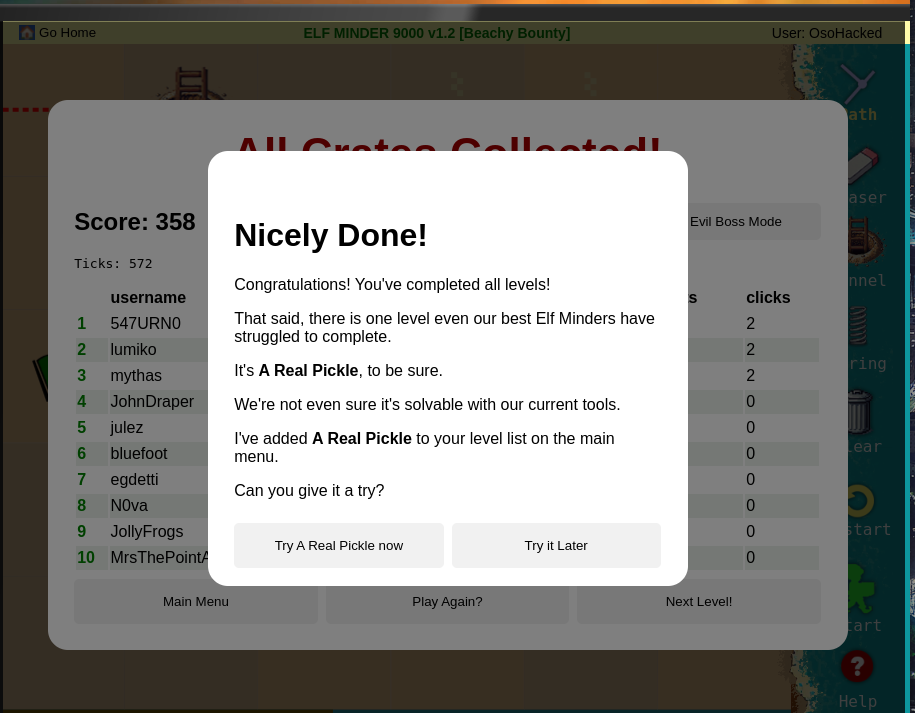 Go Home
ELF MINDER 9000 v1.2 [Beachy Bounty]
User: OsoHacked
All Crates Collected!
Score: 358
Evil Boss Mode
Ticks: 572
username
clicks
1 547URN0 2
2 lumiko 2
3 mythas 2
4 JohnDraper 0
5 julez 0
6 bluefoot 0
7 egdetti 0
8 N0va 0
9 JollyFrogs 0
10 MrsThePointA 0
Main Menu
Play Again?
Next Level!
Nicely Done!
Congratulations! You've completed all levels!
That said, there is one level even our best Elf Minders have
struggled to complete.
It's A Real Pickle, to be sure.
We're not even sure it's solvable with our current tools.
I've added A Real Pickle to your level list on the main
menu.
Can you give it a try?
Try A Real Pickle now
Try it Later
ath
aser
nnel
ring
lear
start
tart
Help